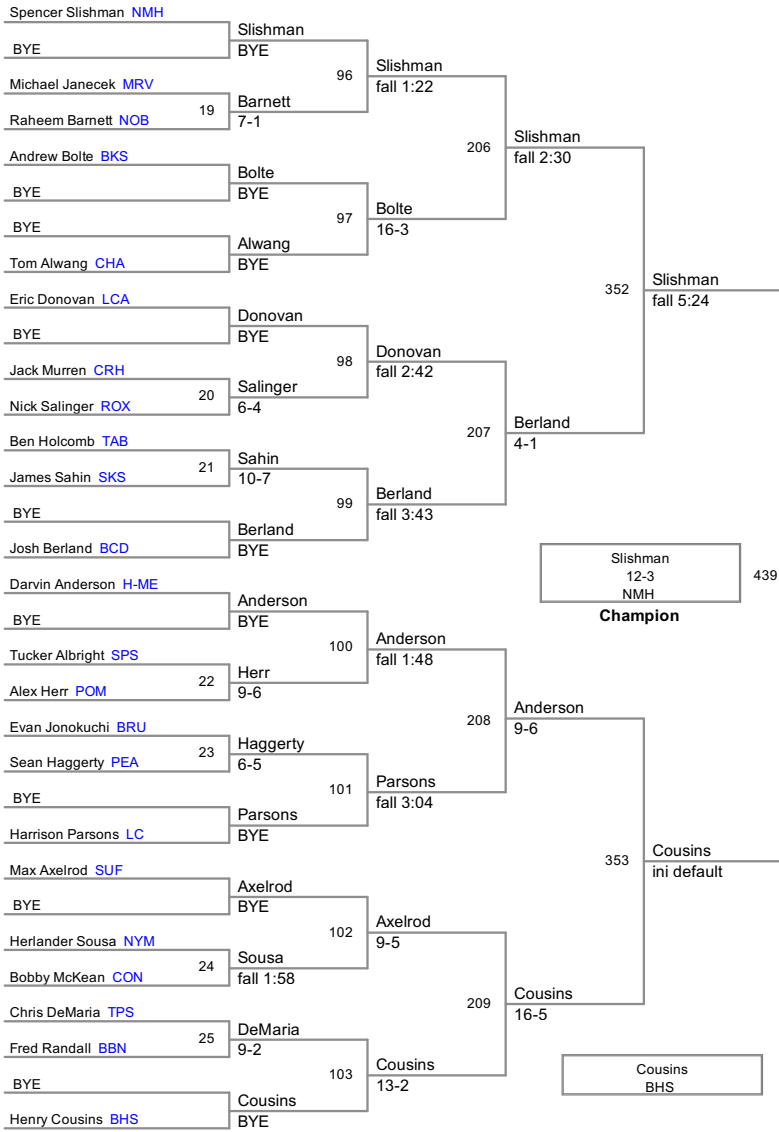 Spencer Slishman NMH
BYE
Michael Janecek MRV
19
Raheem Barnett NOB
Andrew Bolte BKS
BYE
BYE
Tom Alwang CHA
Eric Donovan LCA
BYE
Jack Murren CRH
20
Nick Salinger ROX
Ben Holcomb TAB
21
James Sahin SKS
BYE
Josh Berland BCD
Darvin Anderson H-ME
BYE
Tucker Albright SPS
22
Alex Herr POM
Evan Jonokuchi BRU
23
Sean Haggerty PEA
BYE
Harrison Parsons LC
Max Axelrod SUF
BYE
Herlander Sousa NYM
24
Bobby McKean CON
Chris DeMaria TPS
25
Fred Randall BBN
BYE
Henry Cousins BHS
Slishman
BYE
96
Barnett
7-1
Bolte
BYE
97
Alwang
BYE
Donovan
BYE
98
Salinger
6-4
Sahin
10-7
99
Berland
BYE
Anderson
BYE
100
Herr
9-6
Haggerty
6-5
101
Parsons
BYE
Axelrod
BYE
102
Sousa
fall 1:58
DeMaria
9-2
103
Cousins
BYE
Slishman
fall 1:22
206
Bolte
16-3
Donovan
fall 2:42
207
Berland
fall 3:43
Anderson
fall 1:48
208
Parsons
fall 3:04
Axelrod
9-5
209
Cousins
13-2
Slishman
fall 2:30
352
Berland
4-1
Anderson
9-6
353
Cousins
16-5
Slishman
fall 5:24
Cousins
ini default
Slishman
12-3
NMH
439
Champion
Cousins
BHS